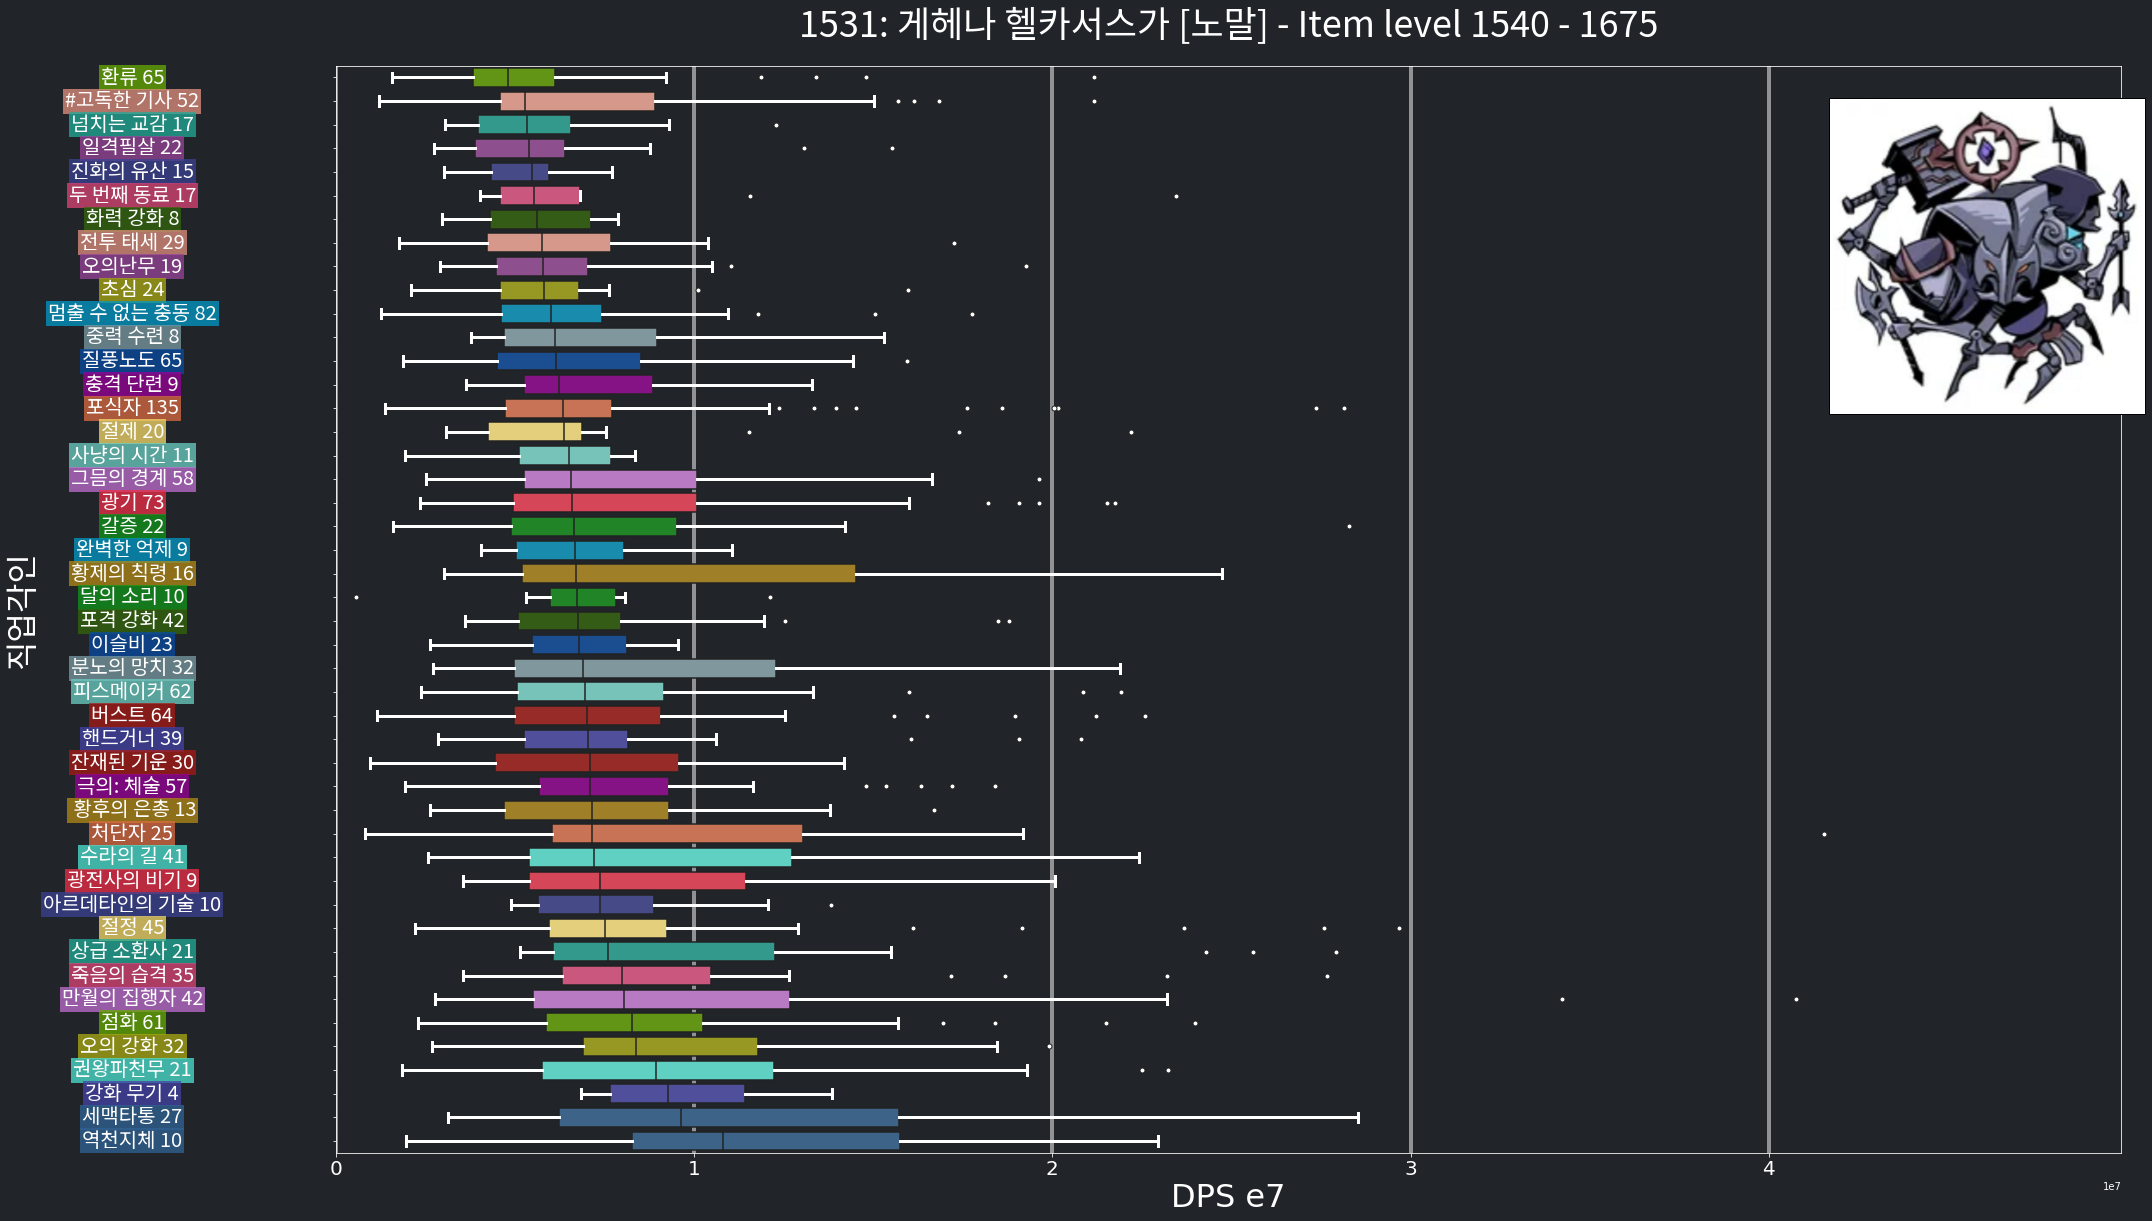 1531: 게헤나 헬카서스가 [노말] - Item level 1540 - 1675
환류 65
#고독한 기사 52
넘치는 교감 17
일격필살 22
진화의 유산 15
두 번째 동료 17
화력 강화 8
전투 태세 29
오의난무 19
초심 24
멈출 수 없는 충동 82
중력 수련 8
질풍노도 65
충격 단련 9
포식자 135
절제 20
사냥의 시간 11
그믐의 경계 58
광기 73
갈증 22
완벽한 억제 9
황제의 칙령 16
달의 소리 10
포격 강화 42
이슬비 23
분노의 망치 32
피스메이커 62
버스트 64
핸드거너 39
잔재된 기운 30
극의: 체술 57
황후의 은총 13
처단자 25
수라의 길 41
광전사의 비기 9
아르데타인의 기술 10
절정 45
상급 소환사 21
죽음의 습격 35
만월의 집행자 42
점화 61
오의 강화 32
권왕파천무 21
강화 무기 4
세맥타통 27
역천지체 10
직업각인
0 1 2 3 4
1e7
DPS e7